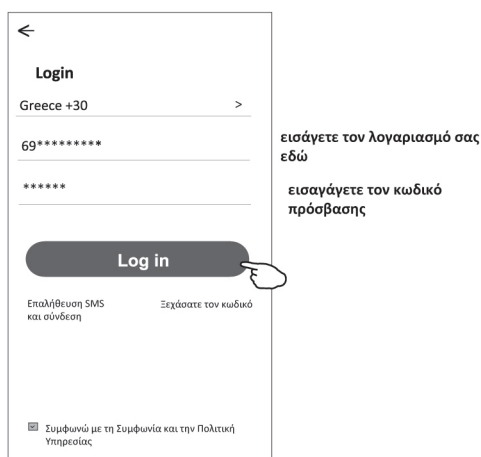 Login
Greece +30 >
69*********
εισάγετε τον λογαριασμό σας
εδώ
******
εισαγάγετε τον κωδικό
πρόσβασης
Log in
Επαλήθευση SMS
και σύνδεση
Ξεχάσατε τον κωδικό
Συμφωνώ με τη Συμφωνία και την Πολιτική
Υπηρεσίας